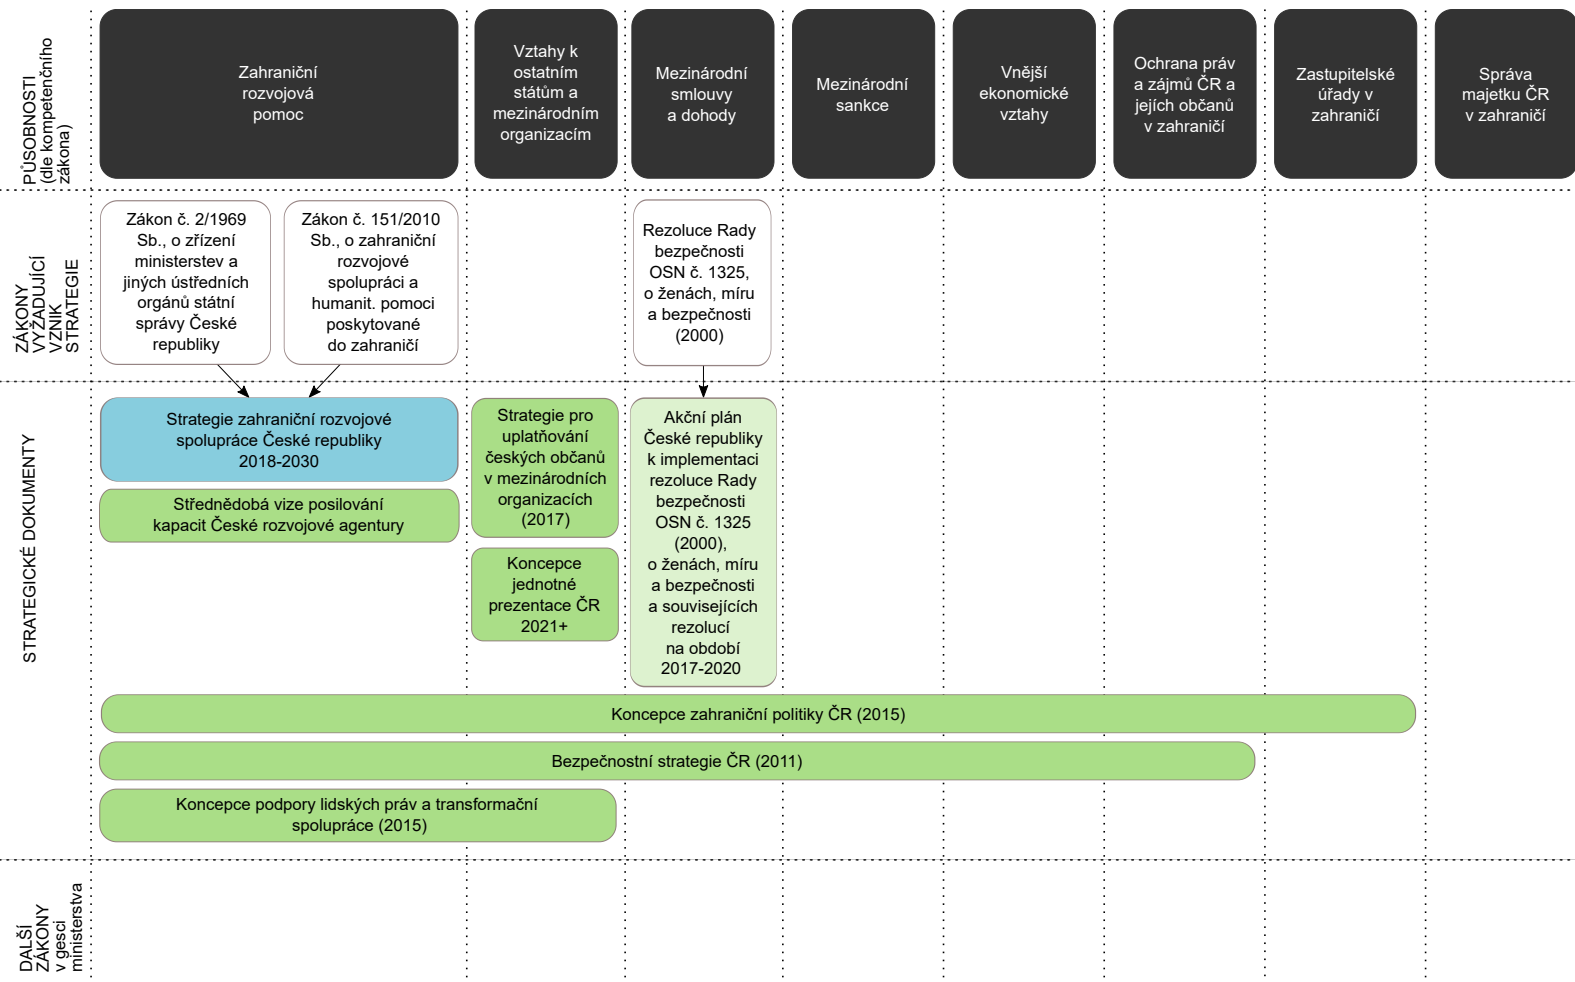 PŮSOBNOSTI
(dle kompetenčního
zákona)
Zahraniční
rozvojová
pomoc
Vztahy k
ostatním
státům a
mezinárodním
organizacím
Mezinárodní
smlouvy
a dohody
Mezinárodní
sankce
Vnější
ekonomické
vztahy
Ochrana práv
a zájmů ČR a
jejích občanů
v zahraničí
Zastupitelské
úřady v
zahraničí
Správa
majetku ČR
v zahraničí
ZÁKONY
VYŽADUJÍCÍ
VZNIK
STRATEGIE
Zákon č. 2/1969
Sb., o zřízení
ministerstev a
jiných ústředních
orgánů státní
správy České
republiky
Zákon č. 151/2010
Sb., o zahraniční
rozvojové
spolupráci a
humanit. pomoci
poskytované
do zahraničí
Rezoluce Rady
bezpečnosti
OSN č. 1325,
o ženách, míru
a bezpečnosti
(2000)
STRATEGICKÉ DOKUMENTY
Strategie zahraniční rozvojové
spolupráce České republiky
2018-2030
Střednědobá vize posilování
kapacit České rozvojové agentury
Strategie pro
uplatňování
českých občanů
v mezinárodních
organizacích
(2017)
Koncepce
jednotné
prezentace ČR
2021+
Akční plán
České republiky
k implementaci
rezoluce Rady
bezpečnosti
OSN č. 1325
(2000),
o ženách, míru
a bezpečnosti
a souvisejících
rezolucí
na období
2017-2020
Koncepce zahraniční politiky ČR (2015)
Bezpečnostní strategie ČR (2011)
Koncepce podpory lidských práv a transformační
spolupráce (2015)
DALŠÍ
ZÁKONY
v gesci
ministerstva